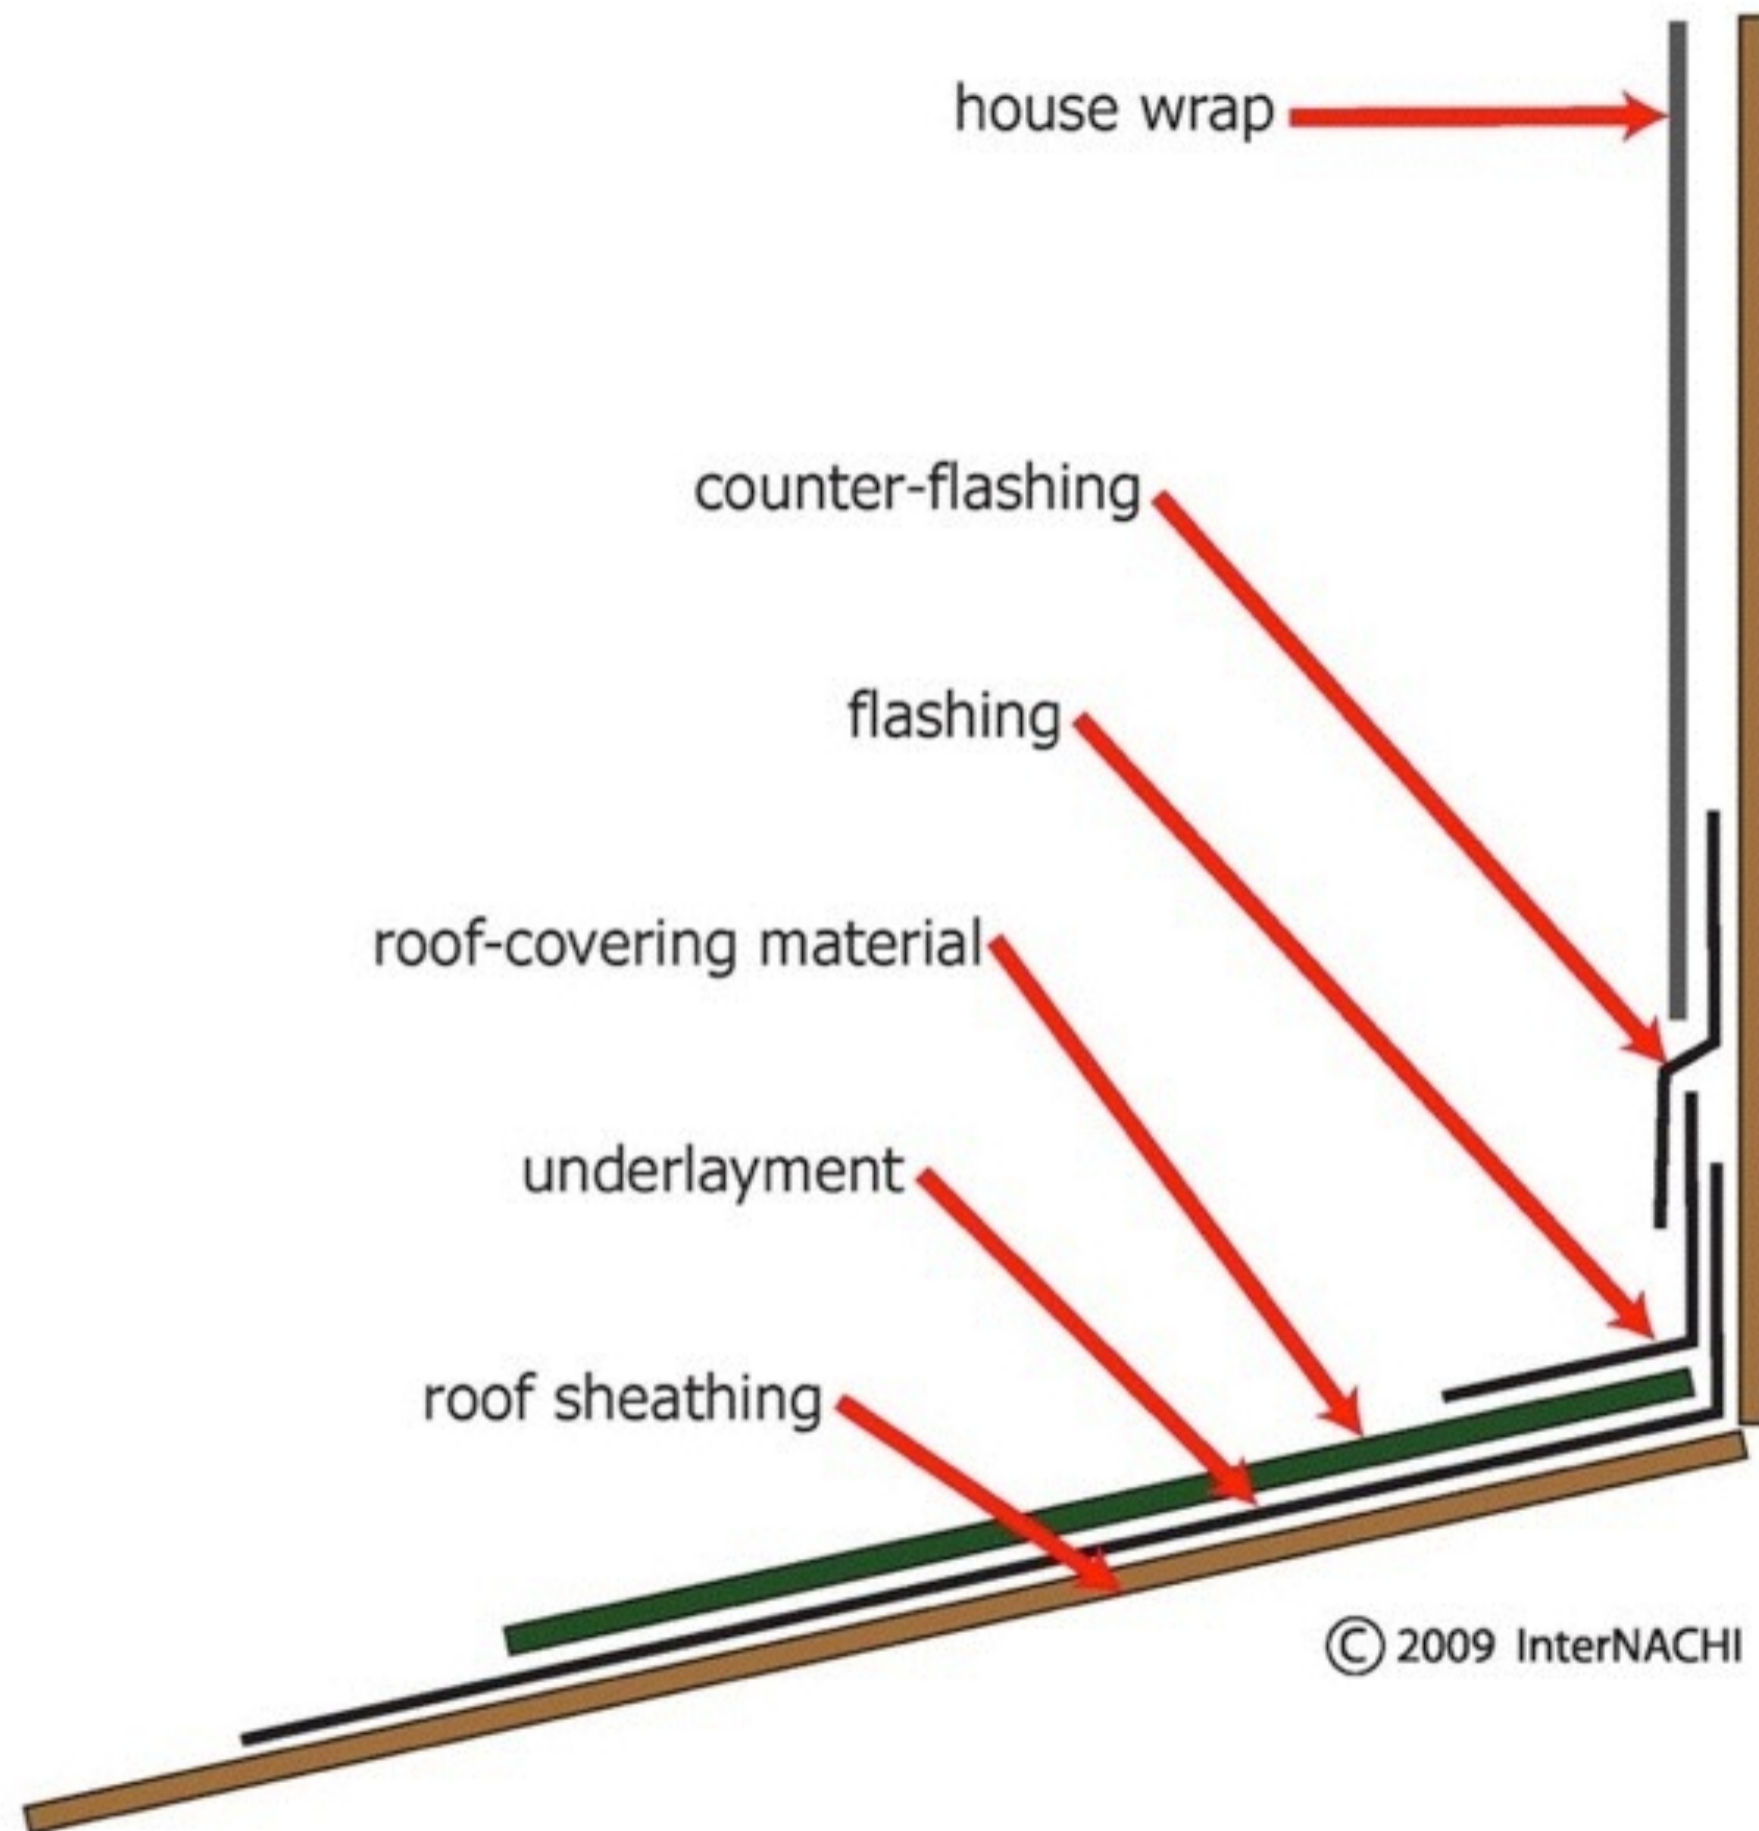 house wrap
counter-flashing
flashing
roof-covering material
underlayment
roof sheathing
© 2009 InterNACHI